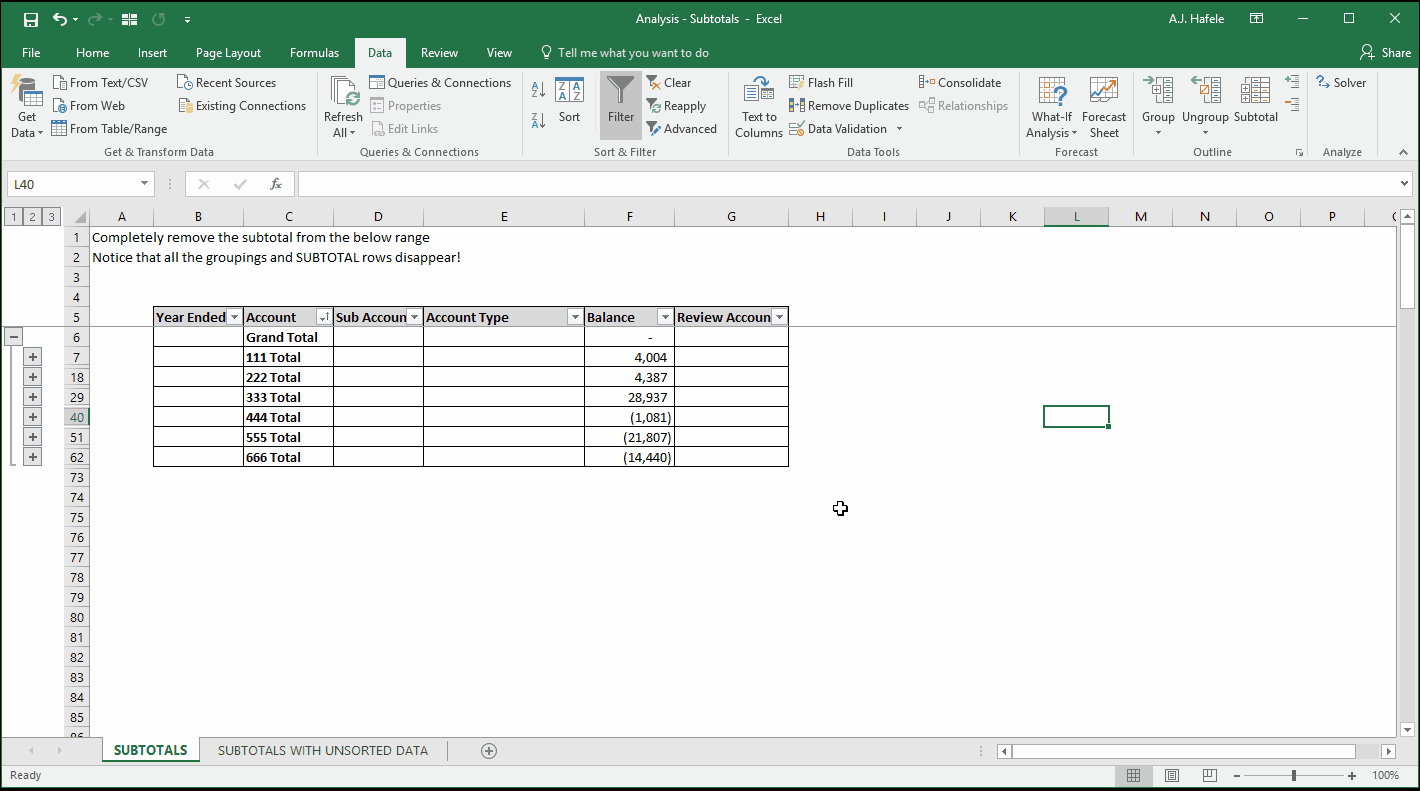 Analysis - Subtotals - Excel
A.J. Hafele
File Home Insert Page Layout Formulas Data Review View Tell me what you want to do Share
Get Data
From Text/CSV
From Web
From Table/Range
Recent Sources
Existing Connections
Get & Transform Data
Refresh All
Queries & Connections
Properties
Edit Links
Queries & Connections
Sort
Filter
Clear
Reapply
Advanced
Sort & Filter
Text to Columns
Flash Fill
Remove Duplicates
Data Validation
Consolidate
Relationships
Data Tools
What-If Analysis
Forecast Sheet
Forecast
Group
Ungroup
Subtotal
Outline
Solver
Analyze
L40
fx
1 2 3
A B C D E F G H I J K L M N O P
1 Completely remove the subtotal from the below range
2 Notice that all the groupings and SUBTOTAL rows disappear!
3
4
5 Year Ended Account Sub Accoun Account Type Balance Review Accoun
6 Grand Total -
7 111 Total 4,004
18 222 Total 4,387
29 333 Total 28,937
40 444 Total (1,081)
51 555 Total (21,807)
62 666 Total (14,440)
73
74
75
76
77
78
79
80
81
82
83
84
85
86
SUBTOTALS SUBTOTALS WITH UNSORTED DATA
Ready
100%